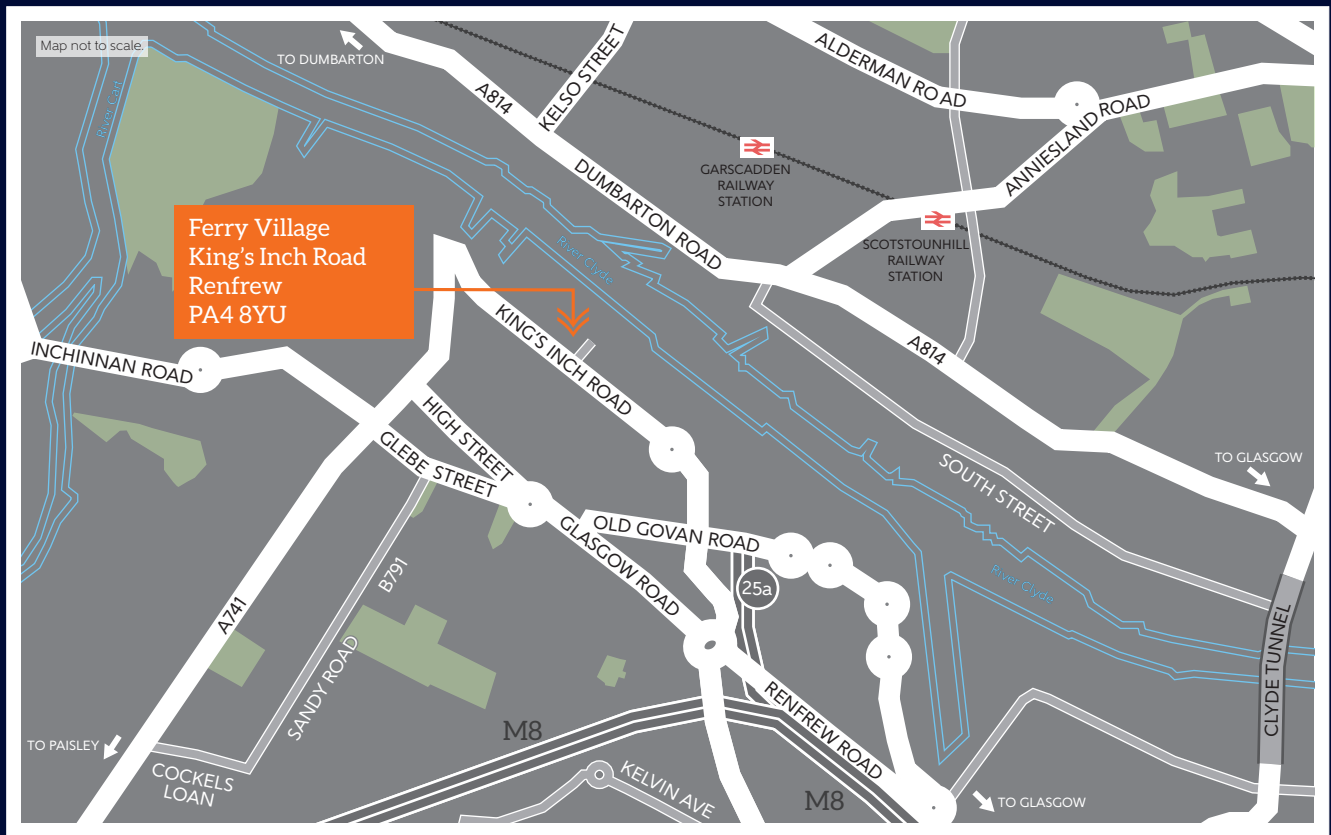 Map not to scale.
TO DUMBARTON
KELSO STREET
A814
ALDERMAN ROAD
ANNIESLAND ROAD
River Cart
DUMBARTON ROAD
GARSCADDEN
RAILWAY
STATION
SCOTSTOUNHILL
RAILWAY
STATION
Ferry Village
King's Inch Road
Renfrew
PA4 8YU
River Clyde
KING'S INCH ROAD
INCHINNAN ROAD
A814
HIGH STREET
GLEBE STREET
TO GLASGOW
SOUTH STREET
OLD GOVAN ROAD
GLASGOW ROAD
25a
River Clyde
B791
A741
SANDY ROAD
CLYDE TUNNEL
RENFREW ROAD
M8
TO PAISLEY
COCKELS
LOAN
KELVIN AVE
M8
TO GLASGOW